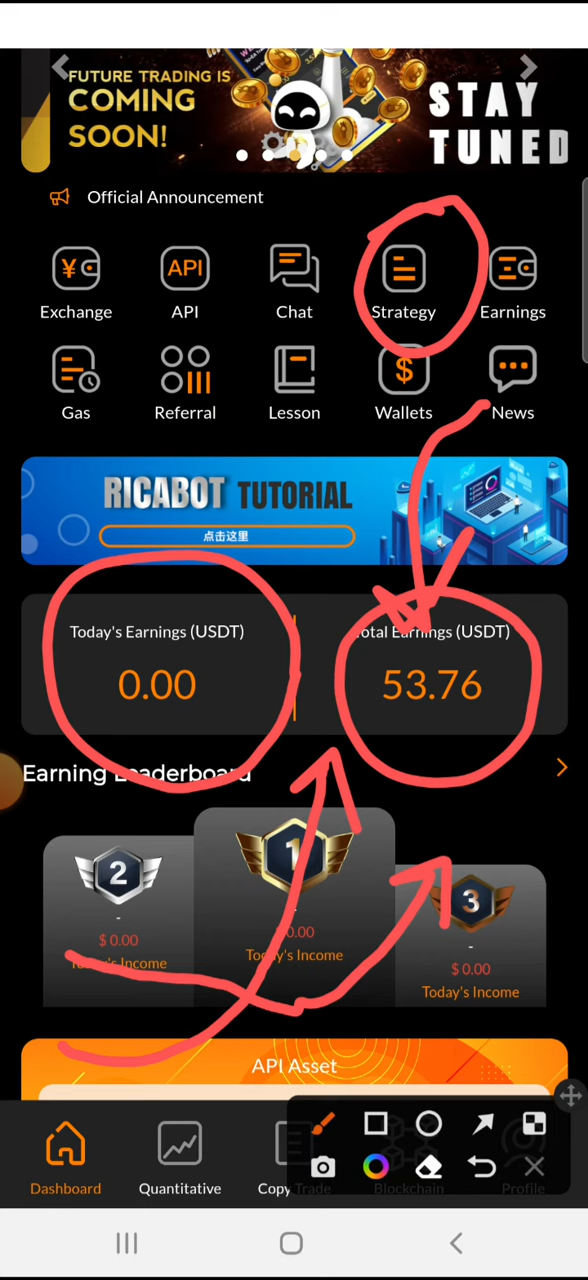 FUTURE TRADING IS
COMING
SOON!
STAY
TUNED
Official Announcement
¥
API
Exchange
API
Chat
Strategy
Earnings
$
Gas
Referral
Lesson
Wallets
News
RICABOT TUTORIAL
点击这里
Today's Earnings (USDT)
Total Earnings (USDT)
0.00
53.76
Earning Leaderboard
1
2
3
-
-
$ 0.00
0.00
$ 0.00
Today's Income
Today's Income
Today's Income
API Asset
Dashboard
Quantitative
Copy Trade
Blockchain
Profile